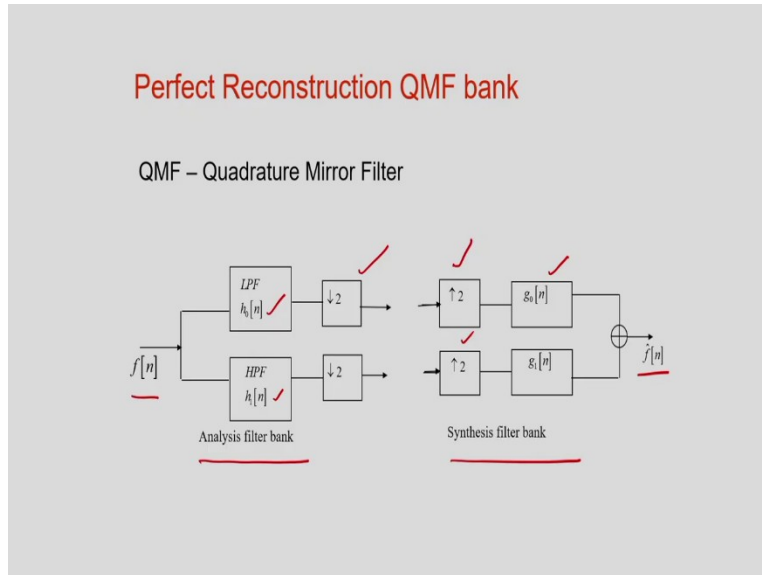 Perfect Reconstruction QMF bank
QMF – Quadrature Mirror Filter
LPF
h₀[n]
↓2
↑2
g₀[n]
f[n]
HPF
h₁[n]
↓2
↑2
g₁[n]
f̂[n]
Analysis filter bank
Synthesis filter bank